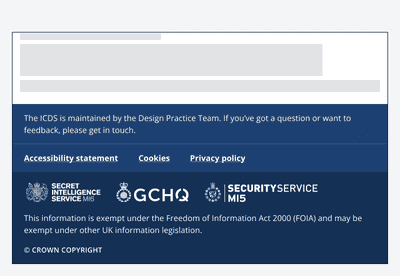 The ICDS is maintained by the Design Practice Team. If you've got a question or want to
feedback, please get in touch.
Accessibility statement Cookies Privacy policy
SECRET
INTELLIGENCE
SERVICE MI6
GCHQ
SECURITYSERVICE
MI5
This information is exempt under the Freedom of Information Act 2000 (FOIA) and may be
exempt under other UK information legislation.
© CROWN COPYRIGHT